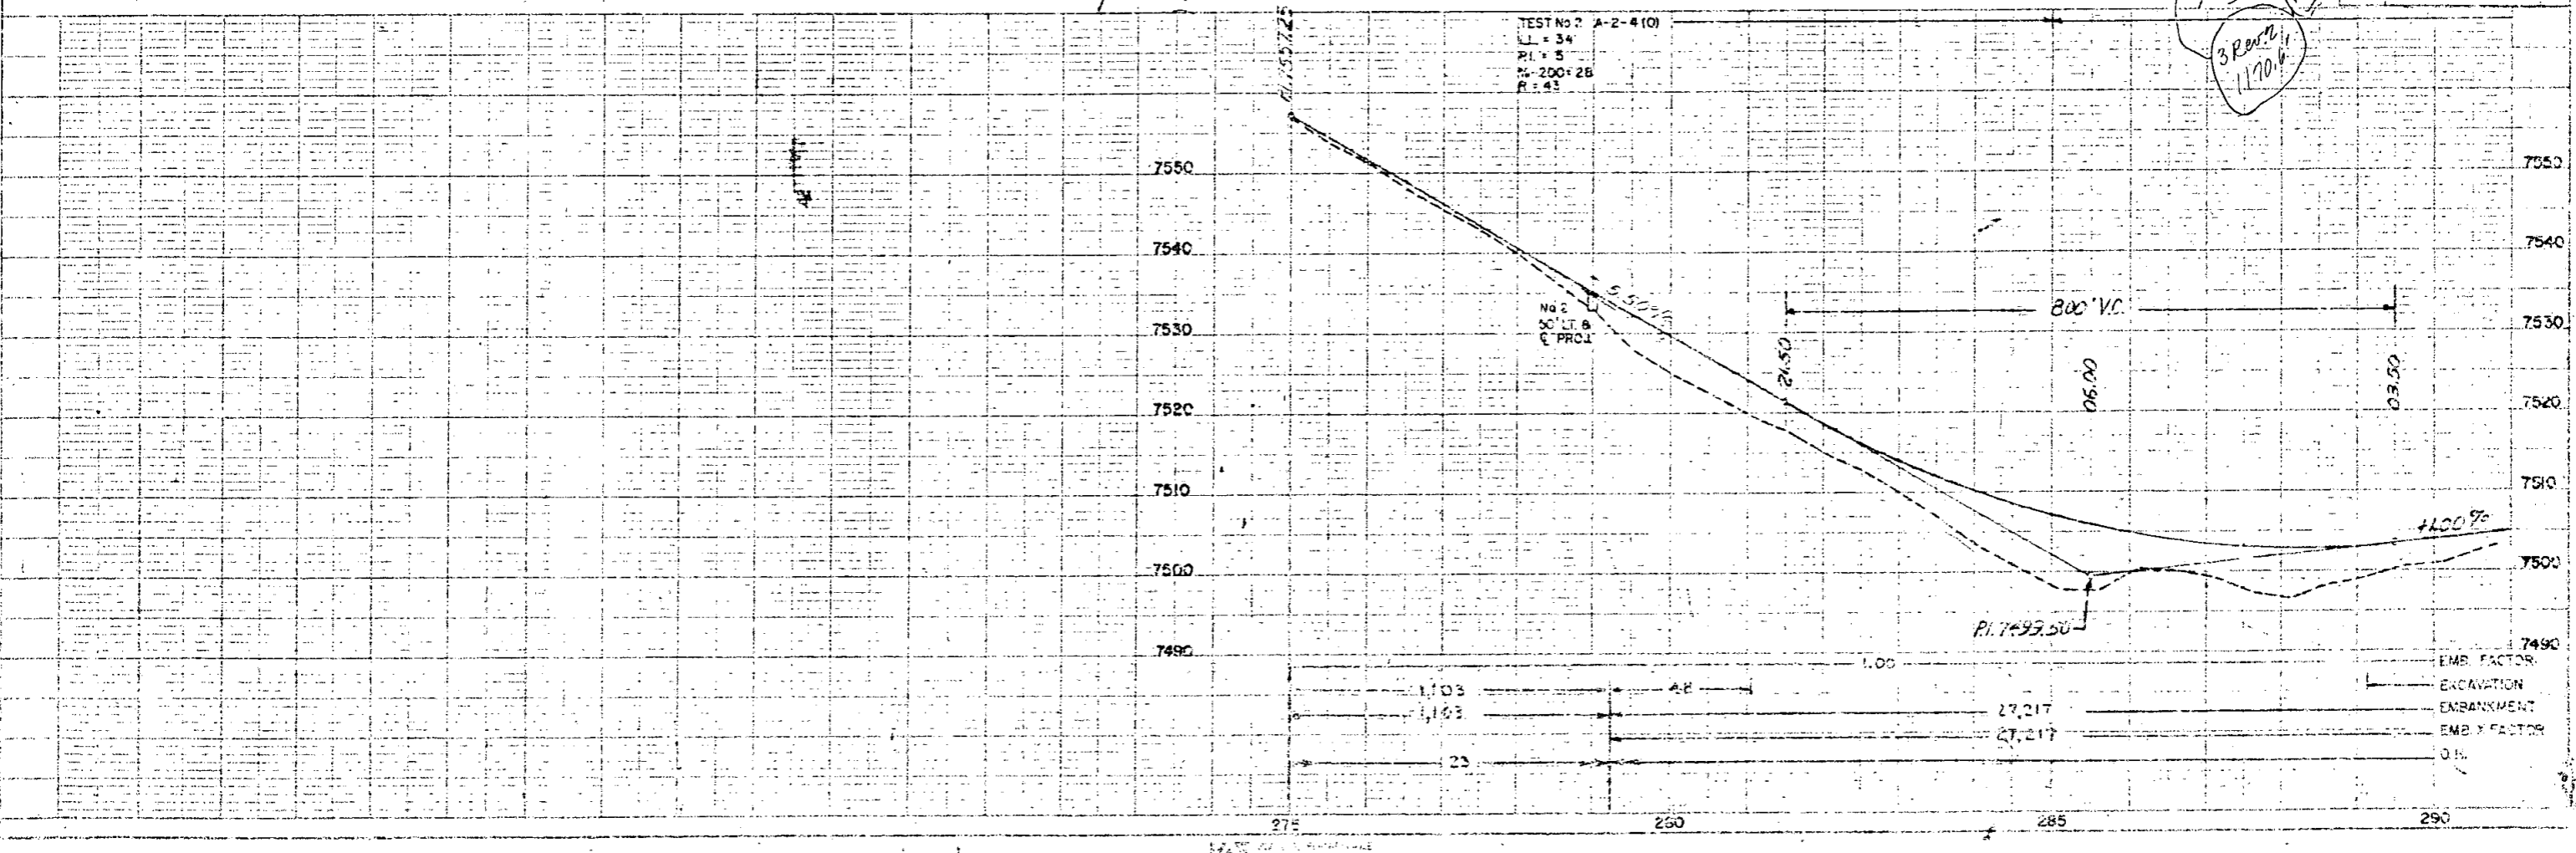 P.I. 7557.25
TEST No 2 A-2-4(0)
LL = 34
P.I. = 5
%-200 = 28
R = 43
3 Rev.n
1170.6
7550
7550
7540
7540
7530
7530
7520
7520
7510
7510
7500
7500
7490
7490
No 2
50' LT. &
℄ PROJ.
5.50%
800' V.C.
21.50
06.00
03.50
+1.00%
P.I. 7499.50
1.00
EMB. FACTOR
1,103
48
EXCAVATION
1,103
27,217
EMBANKMENT
27,217
EMB. X FACTOR
23
O.H.
275
280
285
290